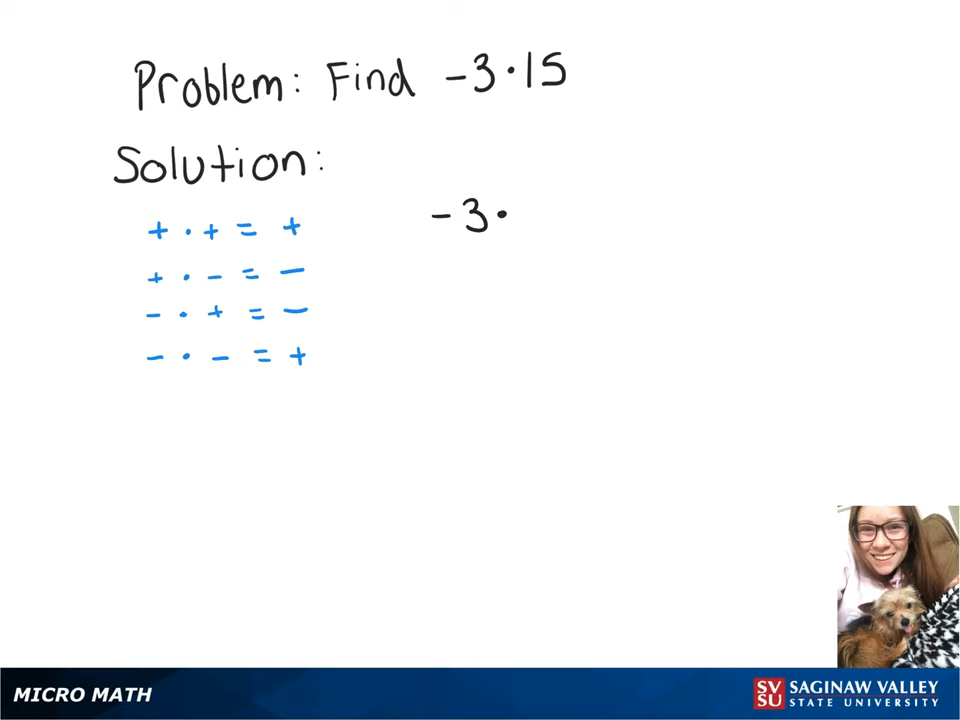 Problem: Find -3·15
Solution:
+ · + = +
-3·
+ · - = -
- · + = -
- · - = +
MICRO MATH
SV
SU
SAGINAW VALLEY
STATE UNIVERSITY